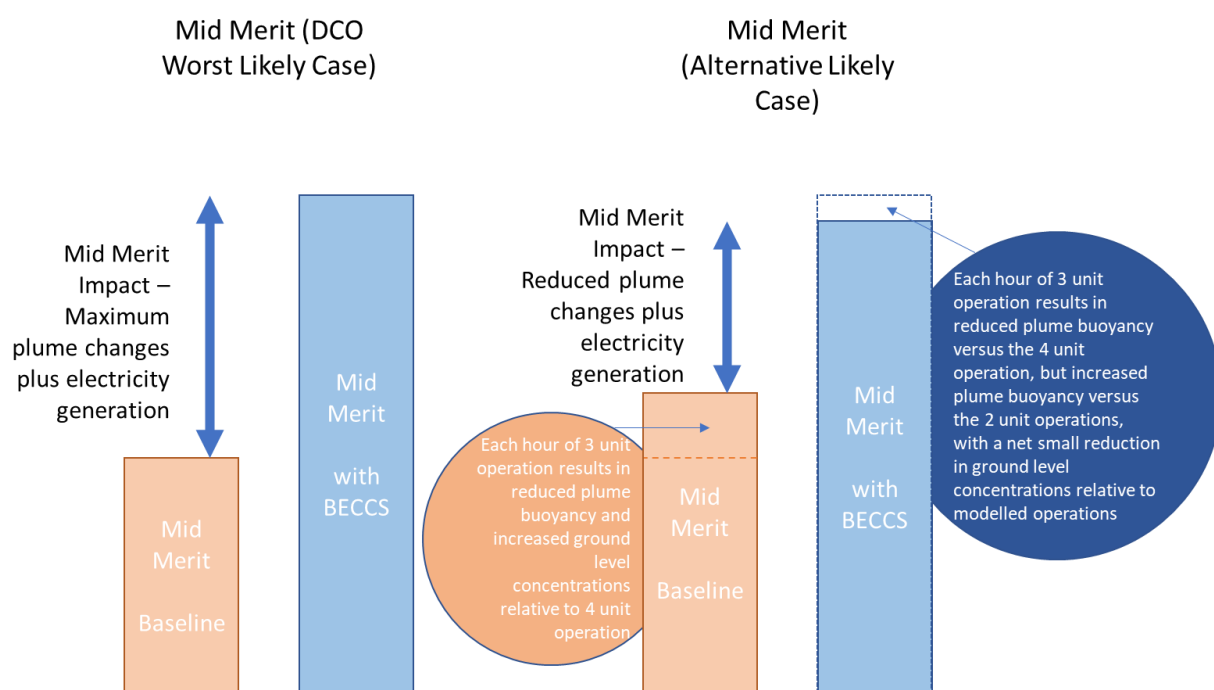 Mid Merit (DCO
Worst Likely Case)
Mid Merit
(Alternative Likely
Case)
Mid Merit
Impact –
Maximum
plume changes
plus electricity
generation
Mid
Merit
Baseline
Mid
Merit
with
BECCS
Mid Merit
Impact –
Reduced plume
changes plus
electricity
generation
Each hour of 3 unit
operation results in
reduced plume
buoyancy and
increased ground
level
concentrations
relative to 4 unit
operation
Mid
Merit
Baseline
Mid
Merit
with
BECCS
Each hour of 3 unit
operation results in
reduced plume buoyancy
versus the 4 unit
operation, but increased
plume buoyancy versus
the 2 unit operations,
with a net small reduction
in ground level
concentrations relative to
modelled operations